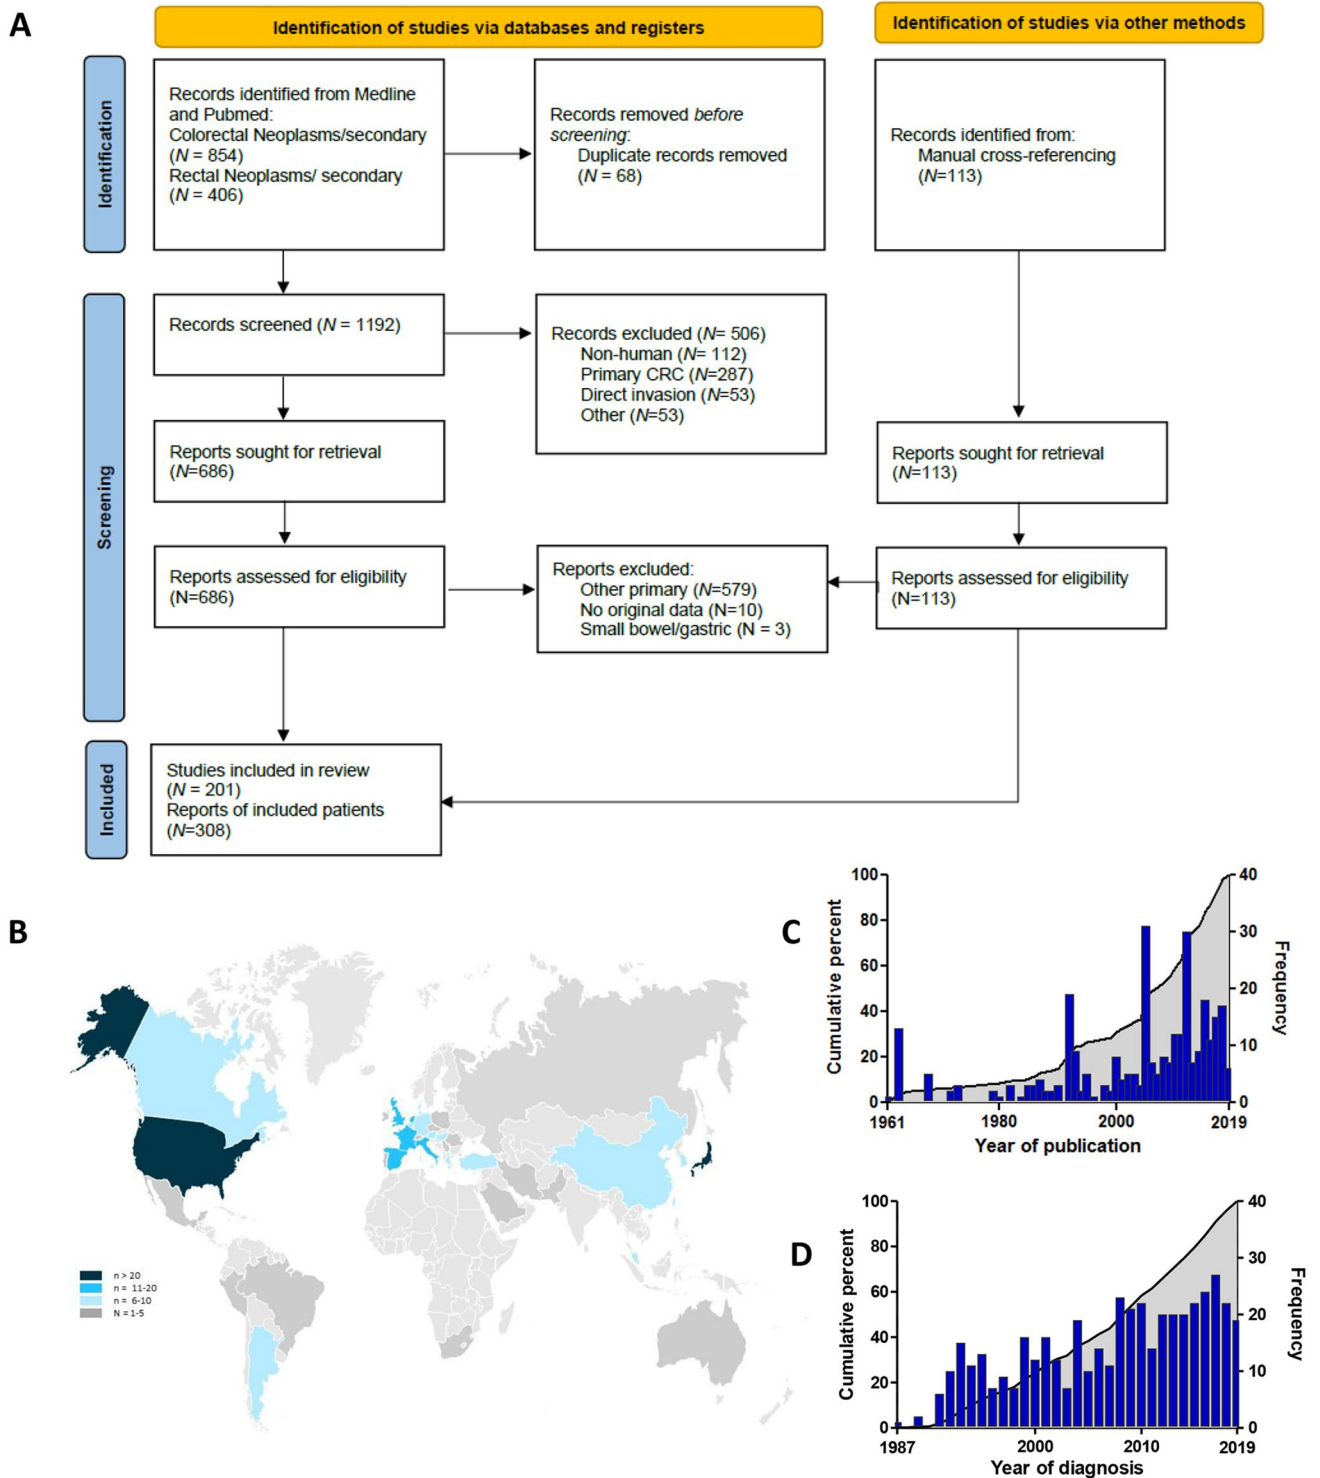 A
Identification of studies via databases and registers
Identification of studies via other methods
Identification
Records identified from Medline
and Pubmed:
Colorectal Neoplasms/secondary
(N = 854)
Rectal Neoplasms/ secondary
(N = 406)
Records removed before
screening:
Duplicate records removed
(N = 68)
Records identified from:
Manual cross-referencing
(N=113)
Screening
Records screened (N = 1192)
Records excluded (N= 506)
Non-human (N= 112)
Primary CRC (N=287)
Direct invasion (N=53)
Other (N=53)
Reports sought for retrieval
(N=686)
Reports sought for retrieval
(N=113)
Reports assessed for eligibility
(N=686)
Reports excluded:
Other primary (N=579)
No original data (N=10)
Small bowel/gastric (N = 3)
Reports assessed for eligibility
(N=113)
Included
Studies included in review
(N = 201)
Reports of included patients
(N=308)
B
n > 20
n = 11-20
n = 6-10
N = 1-5
C
Cumulative percent
100
80
60
40
20
0
40
30
20
10
0
Frequency
1961
1980
2000
2019
Year of publication
D
Cumulative percent
100
80
60
40
20
0
40
30
20
10
0
Frequency
1987
2000
2010
2019
Year of diagnosis